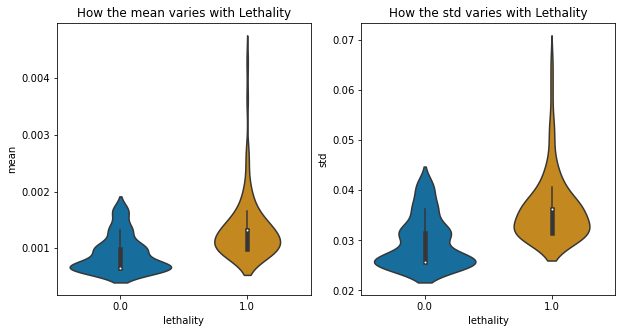 How the mean varies with Lethality
mean
0.004
0.003
0.002
0.001
0.0
1.0
lethality
How the std varies with Lethality
std
0.07
0.06
0.05
0.04
0.03
0.02
0.0
1.0
lethality